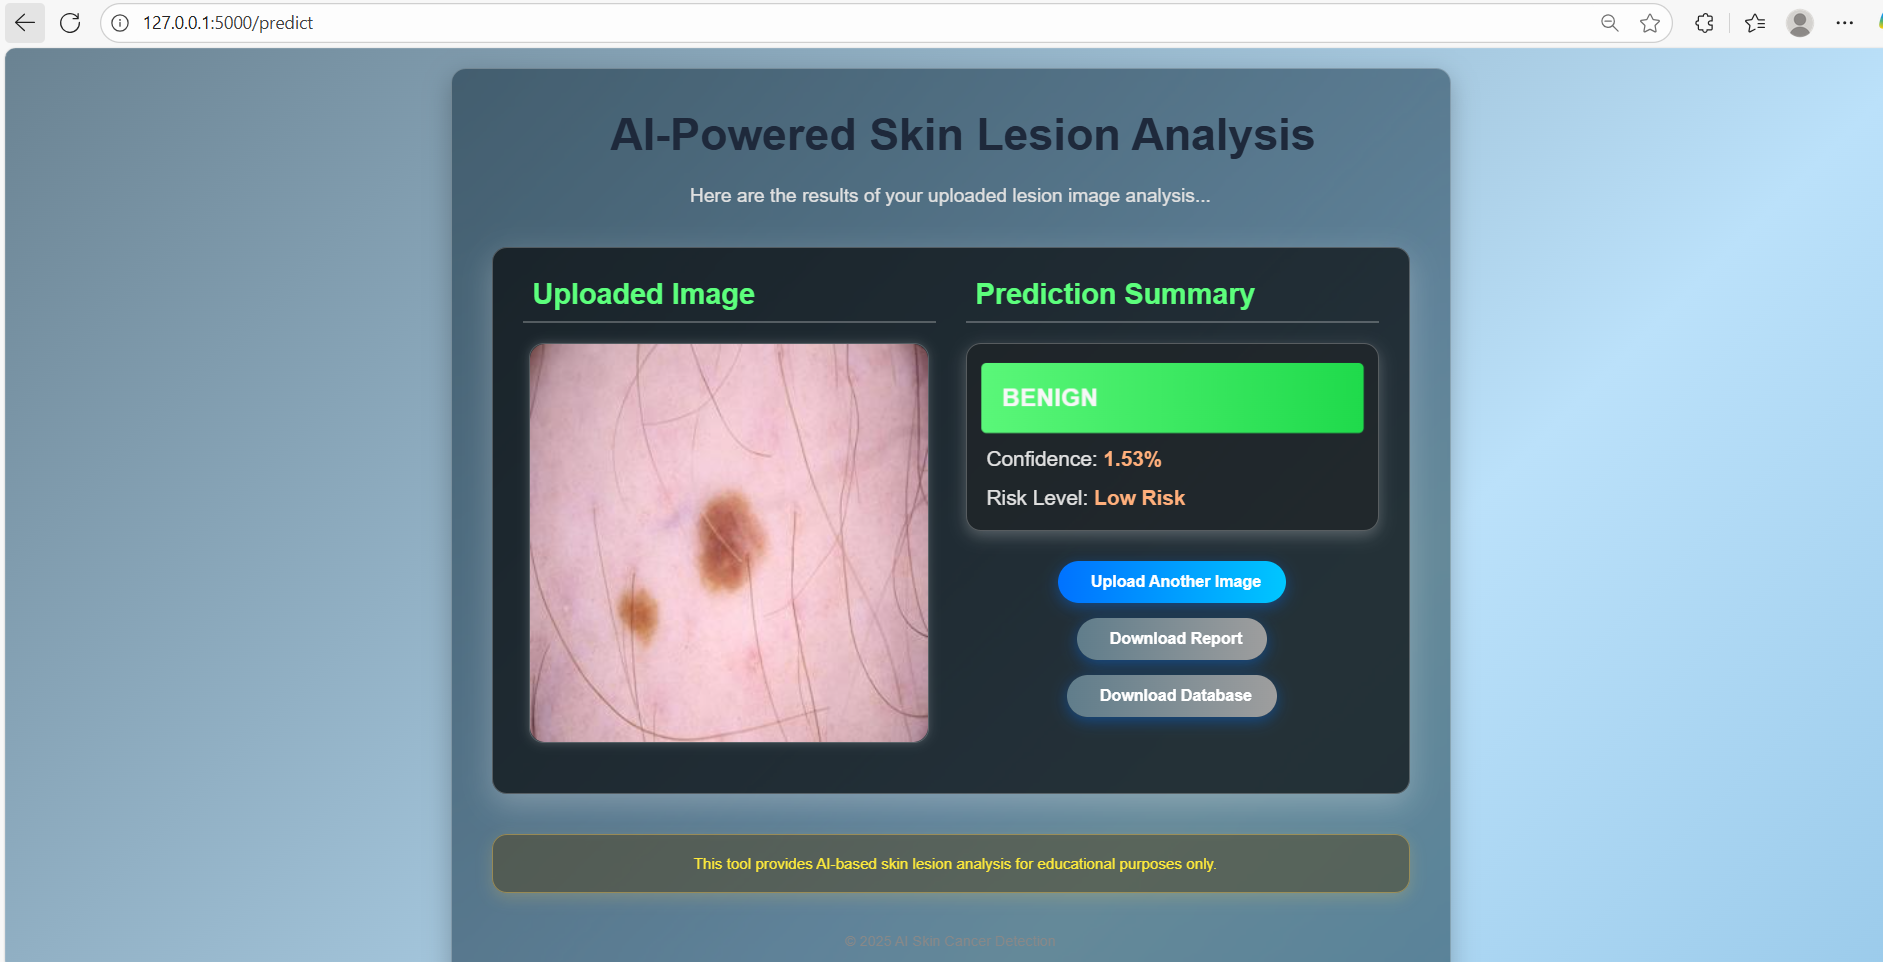 127.0.0.1:5000/predict
AI-Powered Skin Lesion Analysis
Here are the results of your uploaded lesion image analysis...
Uploaded Image
Prediction Summary
BENIGN
Confidence: 1.53%
Risk Level: Low Risk
Upload Another Image
Download Report
Download Database
This tool provides AI-based skin lesion analysis for educational purposes only.
© 2025 AI Skin Cancer Detection